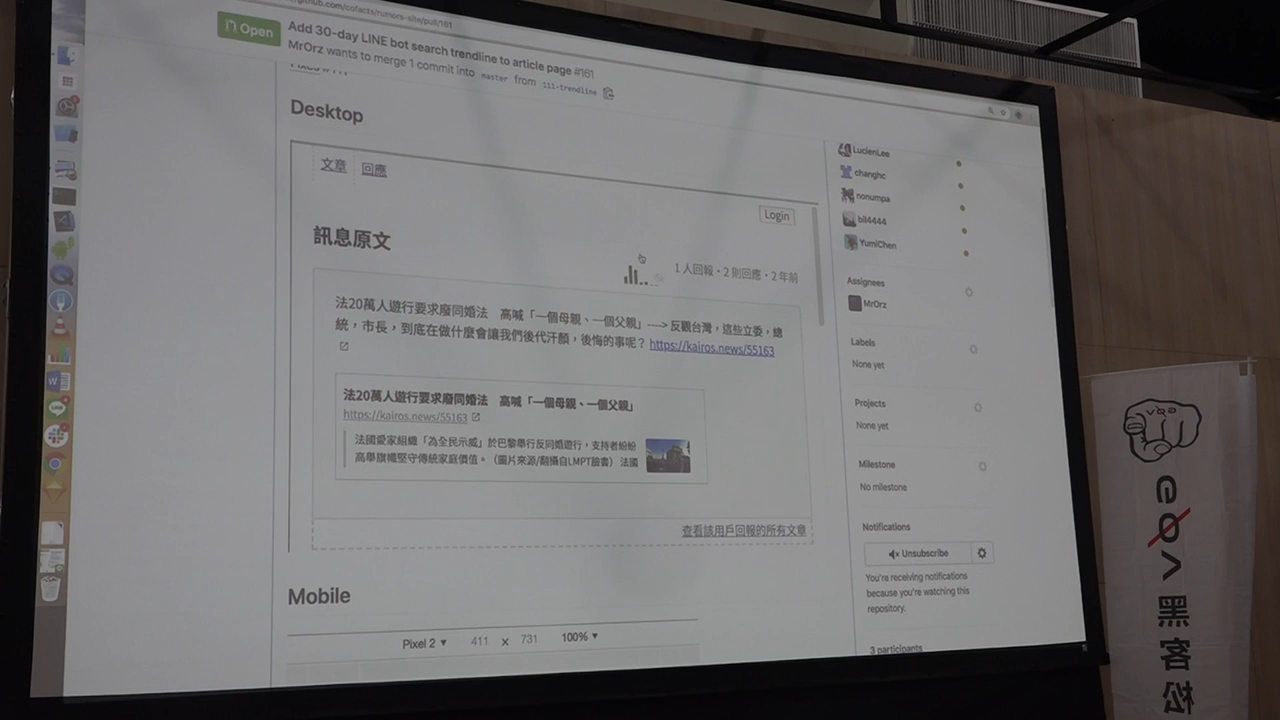 github.com/cofacts/rumors-site/pull/161
Open
Add 30-day LINE bot search trendline to article page #161
MrOrz wants to merge 1 commit into master from 111-trendline
Desktop
文章 回應
Login
訊息原文
1 人回報・2 則回應・2 年前
法20萬人遊行要求廢同婚法 高喊「一個母親、一個父親」----> 反觀台灣，這些立委，總
統，市長，到底在做什麼會讓我們後代汗顏，後悔的事呢？ https://kairos.news/55163
法20萬人遊行要求廢同婚法 高喊「一個母親、一個父親」
https://kairos.news/55163
法國愛家組織「為全民示威」於巴黎舉行反同婚遊行，支持者紛紛
高舉旗幟堅守傳統家庭價值。（圖片來源/翻攝自LMPT臉書） 法國
查看該用戶回報的所有文章
Mobile
Pixel 2 ▼ 411 x 731 100% ▼
LucienLee
changhc
nonumpa
bil4444
YumiChen
Assignees
MrOrz
Labels
None yet
Projects
None yet
Milestone
No milestone
Notifications
Unsubscribe
You're receiving notifications
because you're watching this
repository.
3 participants
g0v 黑客松